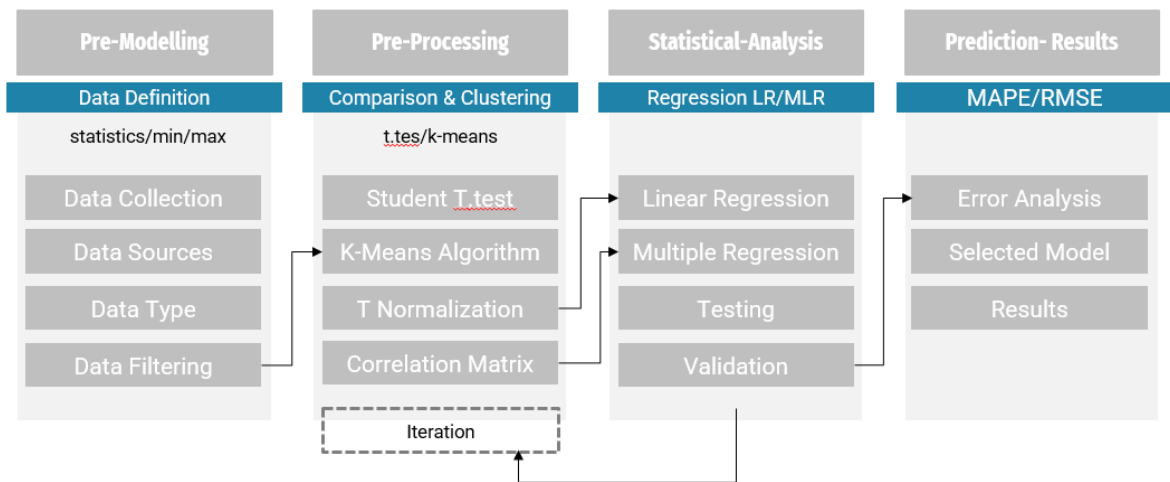 Pre-Modelling
Data Definition
statistics/min/max
Data Collection
Data Sources
Data Type
Data Filtering
Pre-Processing
Comparison & Clustering
t.tes/k-means
Student T.test
K-Means Algorithm
T Normalization
Correlation Matrix
Iteration
Statistical-Analysis
Regression LR/MLR
Linear Regression
Multiple Regression
Testing
Validation
Prediction- Results
MAPE/RMSE
Error Analysis
Selected Model
Results